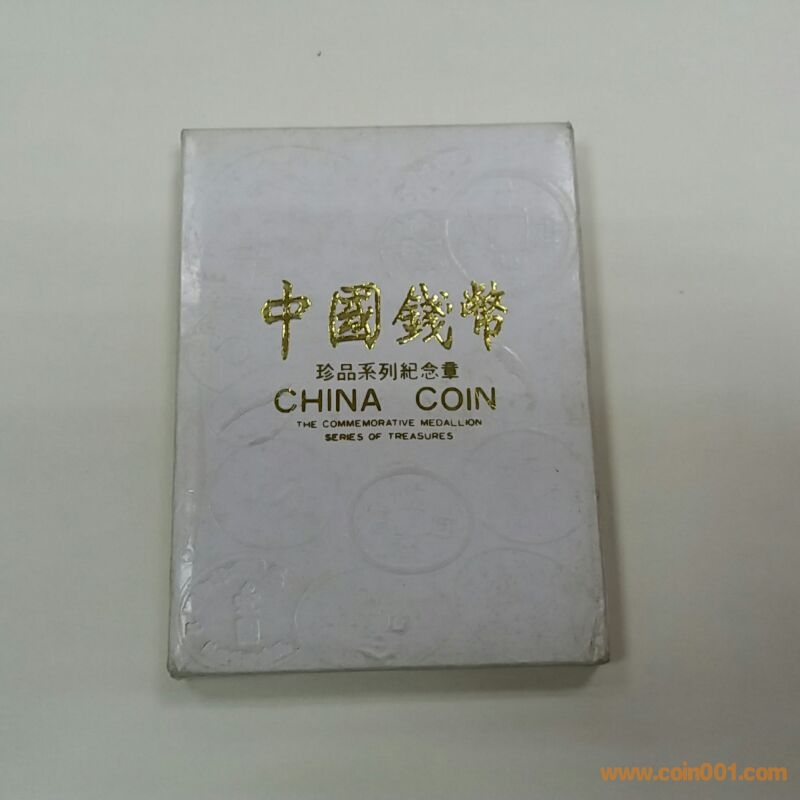 中國錢幣
珍品系列紀念章
CHINA COIN
THE COMMEMORATIVE MEDALLION
SERIES OF TREASURES
www.coin001.com